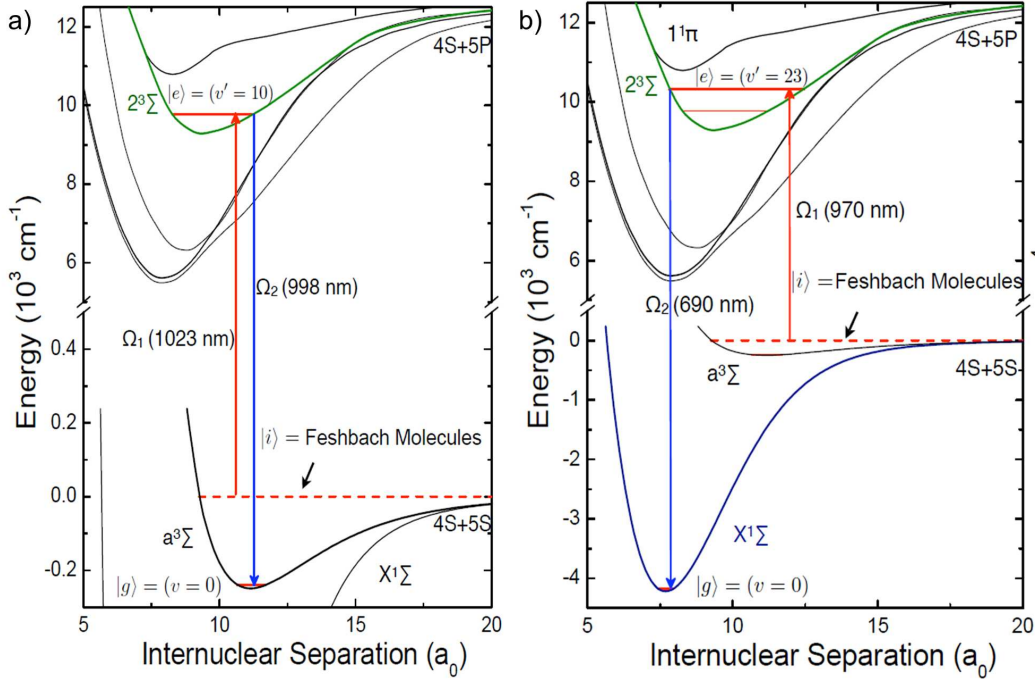 a)
12
10
8
6
0.4
0.2
0.0
-0.2
Energy (10³ cm⁻¹)
4S+5P
2³Σ
|e⟩ = (v′ = 10)
Ω₂ (998 nm)
Ω₁ (1023 nm)
|i⟩ = Feshbach Molecules
a³Σ
4S+5S
X¹Σ
|g⟩ = (v = 0)
5 10 15 20
Internuclear Separation (a₀)
b)
12
10
8
6
0
-1
-2
-3
-4
Energy (10³ cm⁻¹)
1¹π
4S+5P
2³Σ
|e⟩ = (v′ = 23)
Ω₁ (970 nm)
|i⟩ = Feshbach Molecules
Ω₂ (690 nm)
a³Σ
4S+5S
X¹Σ
|g⟩ = (v = 0)
5 10 15 20
Internuclear Separation (a₀)